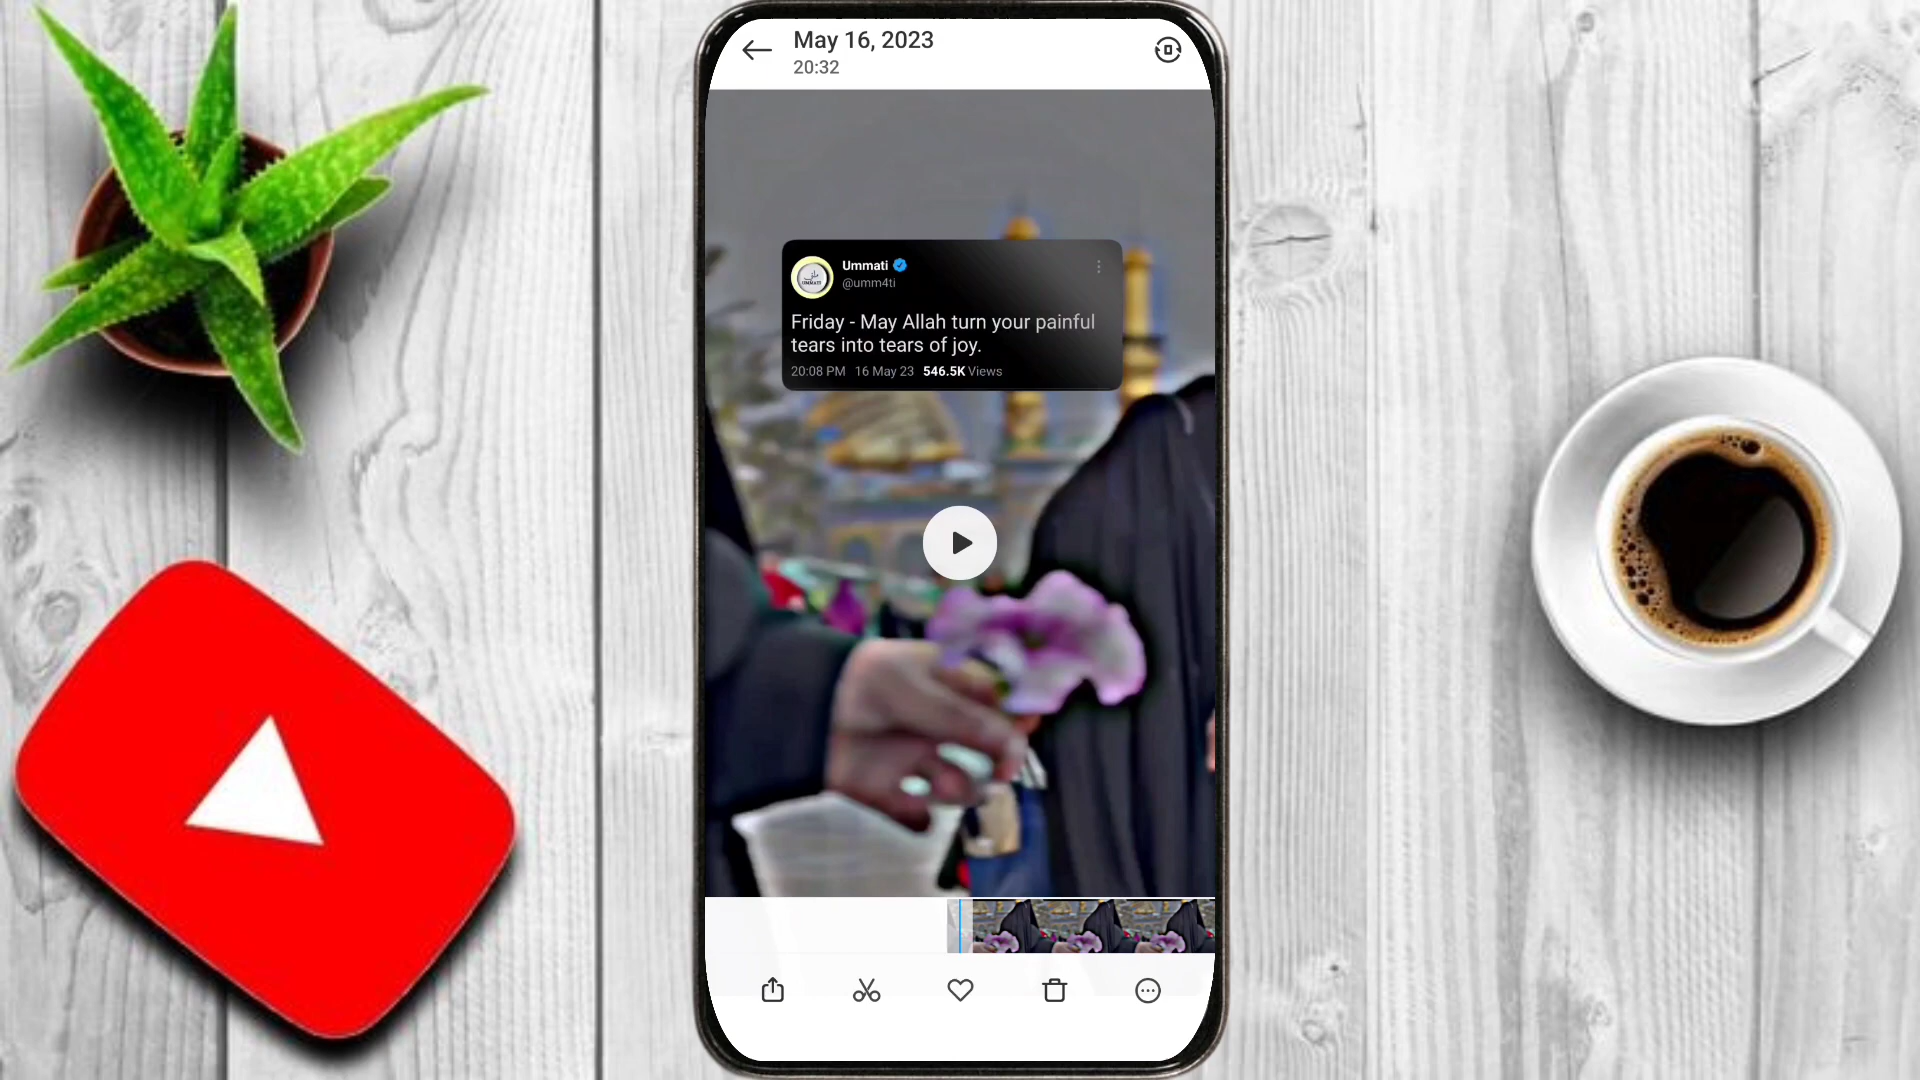 May 16, 2023
20:32
Ummati
@umm4ti
UMMATI
Friday - May Allah turn your painful
tears into tears of joy.
20:08 PM 16 May 23 546.5K Views